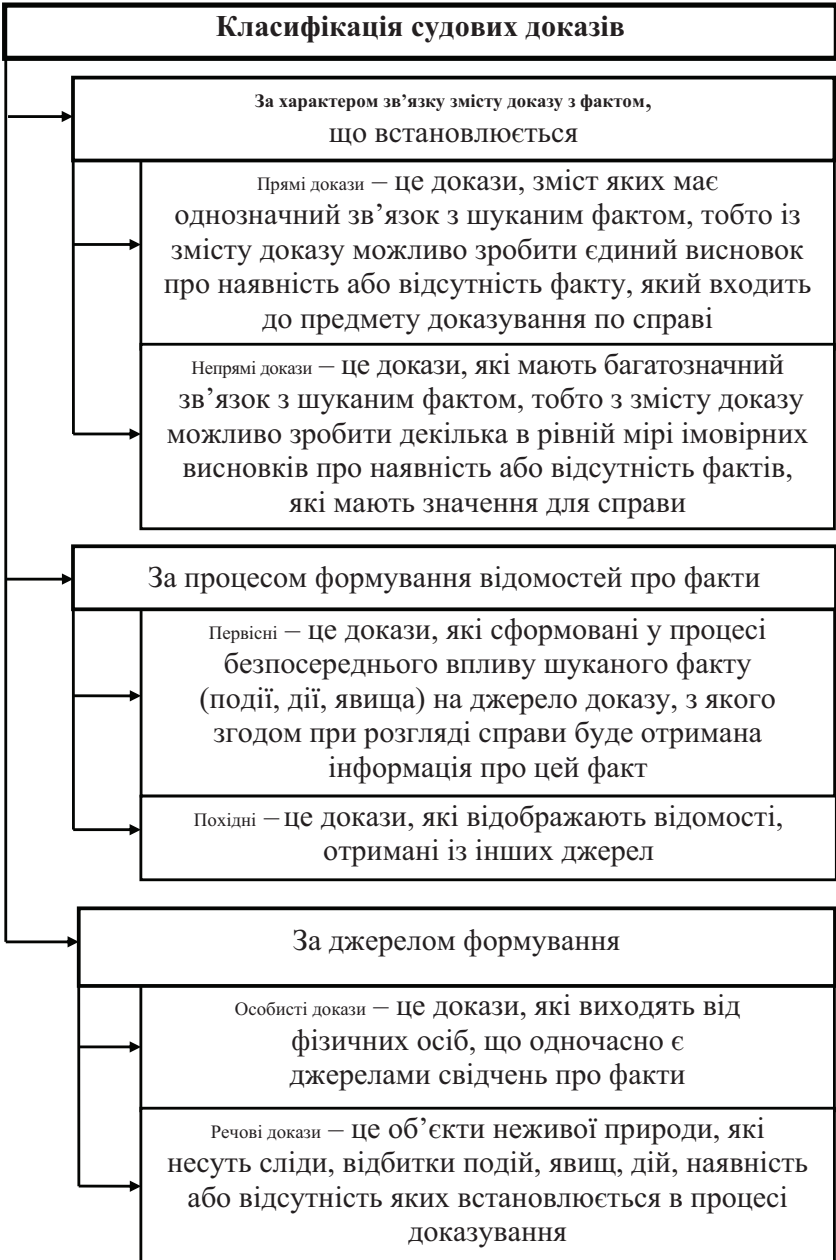 Класифікація судових доказів
За характером зв’язку змісту доказу з фактом,
що встановлюється
Прямі докази – це докази, зміст яких має
однозначний зв’язок з шуканим фактом, тобто із
змісту доказу можливо зробити єдиний висновок
про наявність або відсутність факту, який входить
до предмету доказування по справі
Непрямі докази – це докази, які мають багатозначний
зв’язок з шуканим фактом, тобто з змісту доказу
можливо зробити декілька в рівній мірі імовірних
висновків про наявність або відсутність фактів,
які мають значення для справи
За процесом формування відомостей про факти
Первісні – це докази, які сформовані у процесі
безпосереднього впливу шуканого факту
(події, дії, явища) на джерело доказу, з якого
згодом при розгляді справи буде отримана
інформація про цей факт
Похідні – це докази, які відображають відомості,
отримані із інших джерел
За джерелом формування
Особисті докази – це докази, які виходять від
фізичних осіб, що одночасно є
джерелами свідчень про факти
Речові докази – це об’єкти неживої природи, які
несуть сліди, відбитки подій, явищ, дій, наявність
або відсутність яких встановлюється в процесі
доказування